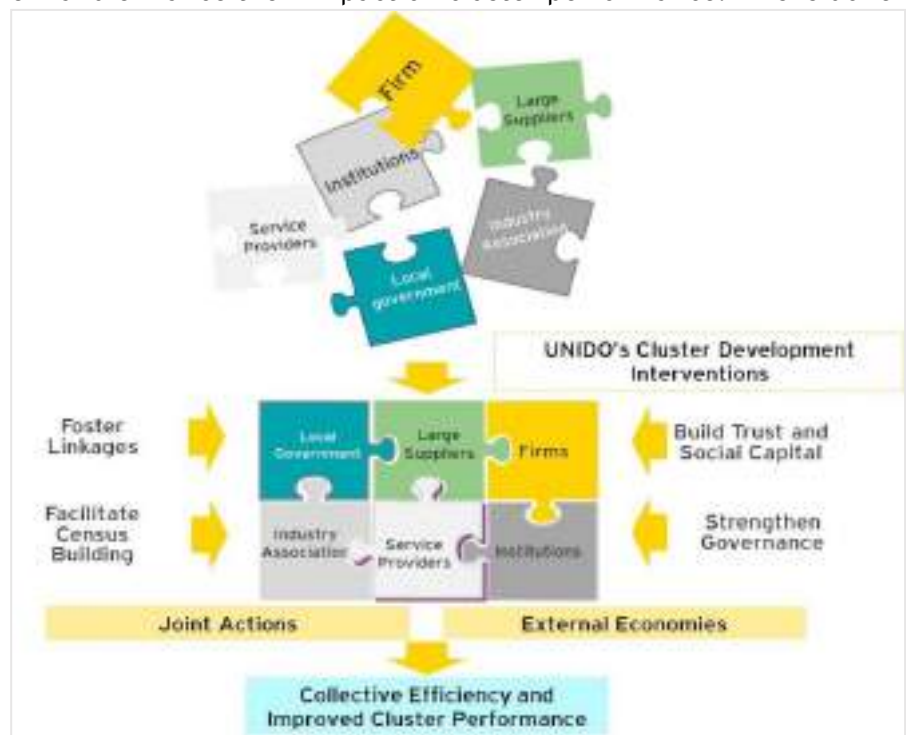 Firm
Large
Suppliers
Institutions
Service
Providers
Industry
Association
Local
government
UNIDO's Cluster Development
Interventions
Foster
Linkages
Local
Government
Large
Suppliers
Firms
Build Trust and
Social Capital
Facilitate
Census
Building
Industry
Association
Service
Providers
Institutions
Strengthen
Governance
Joint Actions
External Economies
Collective Efficiency and
Improved Cluster Performance